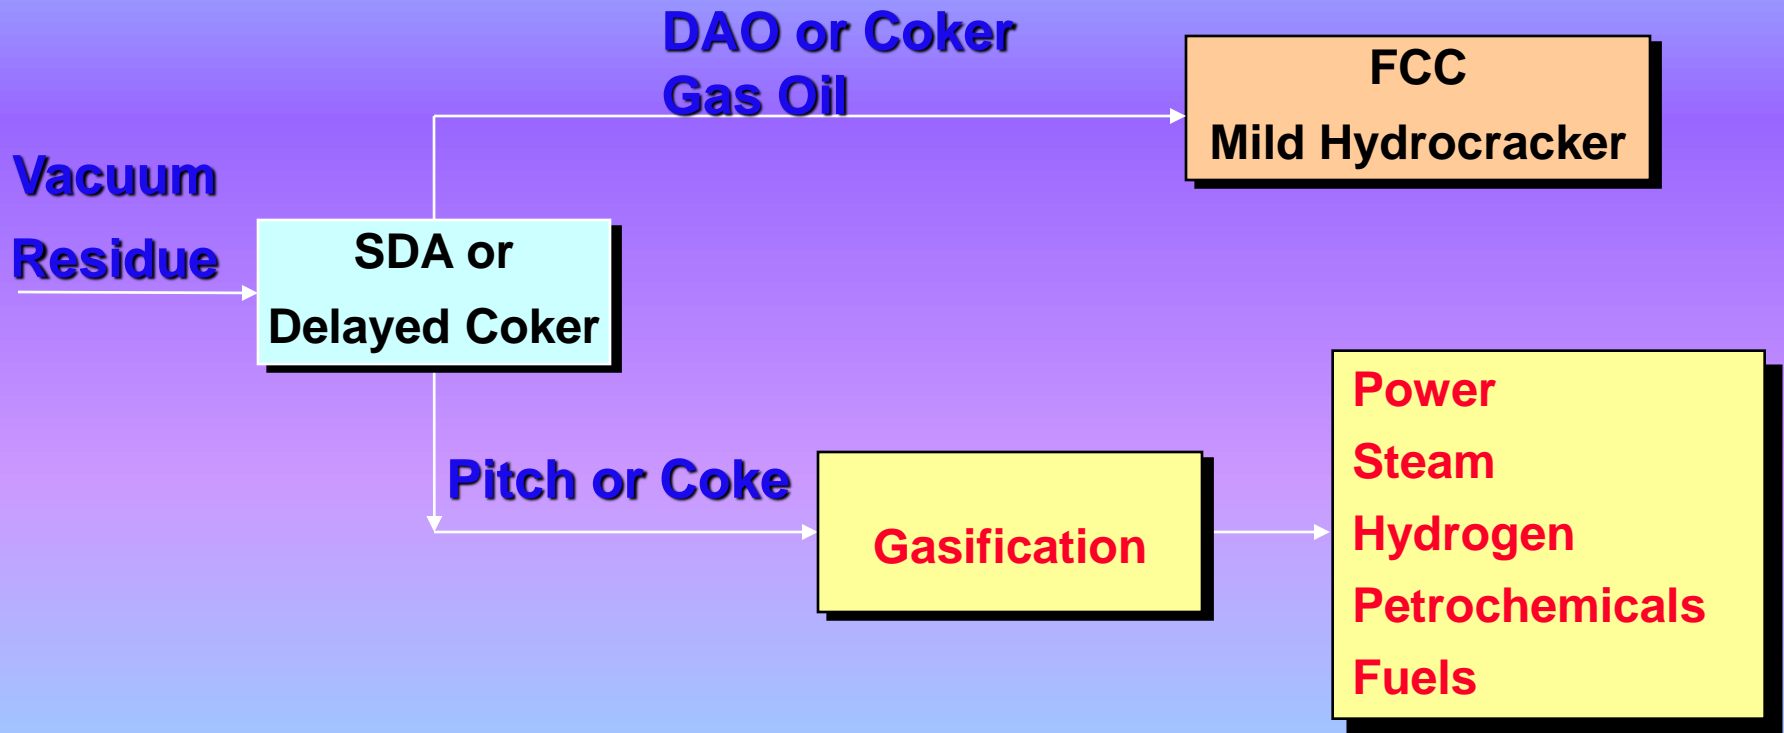 DAO or Coker
Gas Oil
FCC
Mild Hydrocracker
Vacuum
Residue
SDA or
Delayed Coker
Pitch or Coke
Gasification
Power
Steam
Hydrogen
Petrochemicals
Fuels